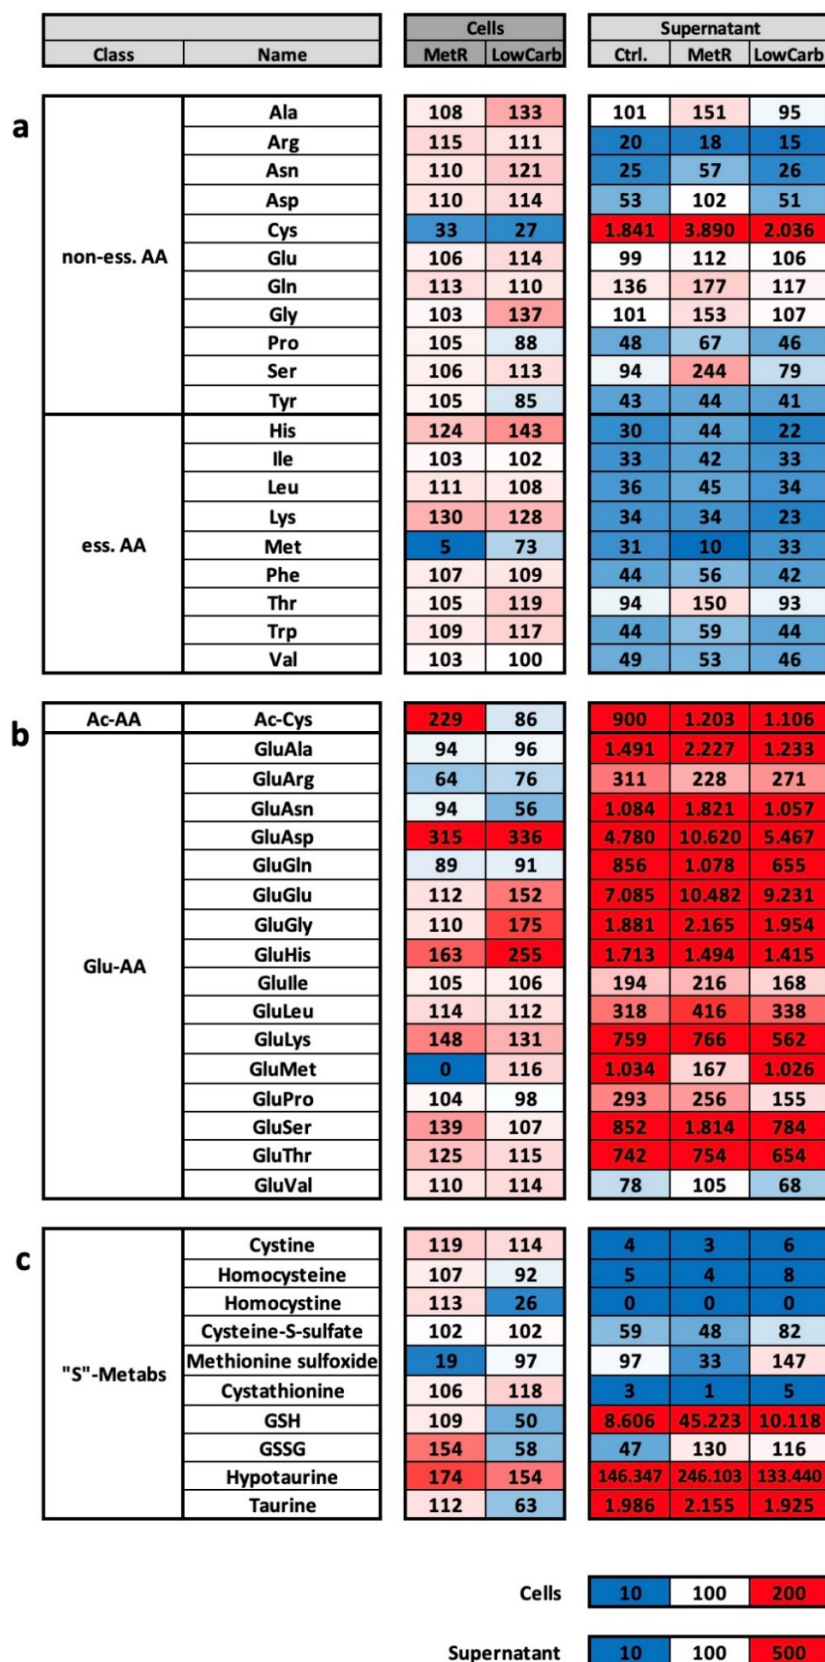 Cells Supernatant
Class Name MetR LowCarb Ctrl. MetR LowCarb
a
non-ess. AA
Ala 108 133 101 151 95
Arg 115 111 20 18 15
Asn 110 121 25 57 26
Asp 110 114 53 102 51
Cys 33 27 1.841 3.890 2.036
Glu 106 114 99 112 106
Gln 113 110 136 177 117
Gly 103 137 101 153 107
Pro 105 88 48 67 46
Ser 106 113 94 244 79
Tyr 105 85 43 44 41
ess. AA
His 124 143 30 44 22
Ile 103 102 33 42 33
Leu 111 108 36 45 34
Lys 130 128 34 34 23
Met 5 73 31 10 33
Phe 107 109 44 56 42
Thr 105 119 94 150 93
Trp 109 117 44 59 44
Val 103 100 49 53 46
b
Ac-AA Ac-Cys 229 86 900 1.203 1.106
Glu-AA
GluAla 94 96 1.491 2.227 1.233
GluArg 64 76 311 228 271
GluAsn 94 56 1.084 1.821 1.057
GluAsp 315 336 4.780 10.620 5.467
GluGln 89 91 856 1.078 655
GluGlu 112 152 7.085 10.482 9.231
GluGly 110 175 1.881 2.165 1.954
GluHis 163 255 1.713 1.494 1.415
GluIle 105 106 194 216 168
GluLeu 114 112 318 416 338
GluLys 148 131 759 766 562
GluMet 0 116 1.034 167 1.026
GluPro 104 98 293 256 155
GluSer 139 107 852 1.814 784
GluThr 125 115 742 754 654
GluVal 110 114 78 105 68
c
"S"-Metabs
Cystine 119 114 4 3 6
Homocysteine 107 92 5 4 8
Homocystine 113 26 0 0 0
Cysteine-S-sulfate 102 102 59 48 82
Methionine sulfoxide 19 97 97 33 147
Cystathionine 106 118 3 1 5
GSH 109 50 8.606 45.223 10.118
GSSG 154 58 47 130 116
Hypotaurine 174 154 146.347 246.103 133.440
Taurine 112 63 1.986 2.155 1.925
Cells 10 100 200
Supernatant 10 100 500